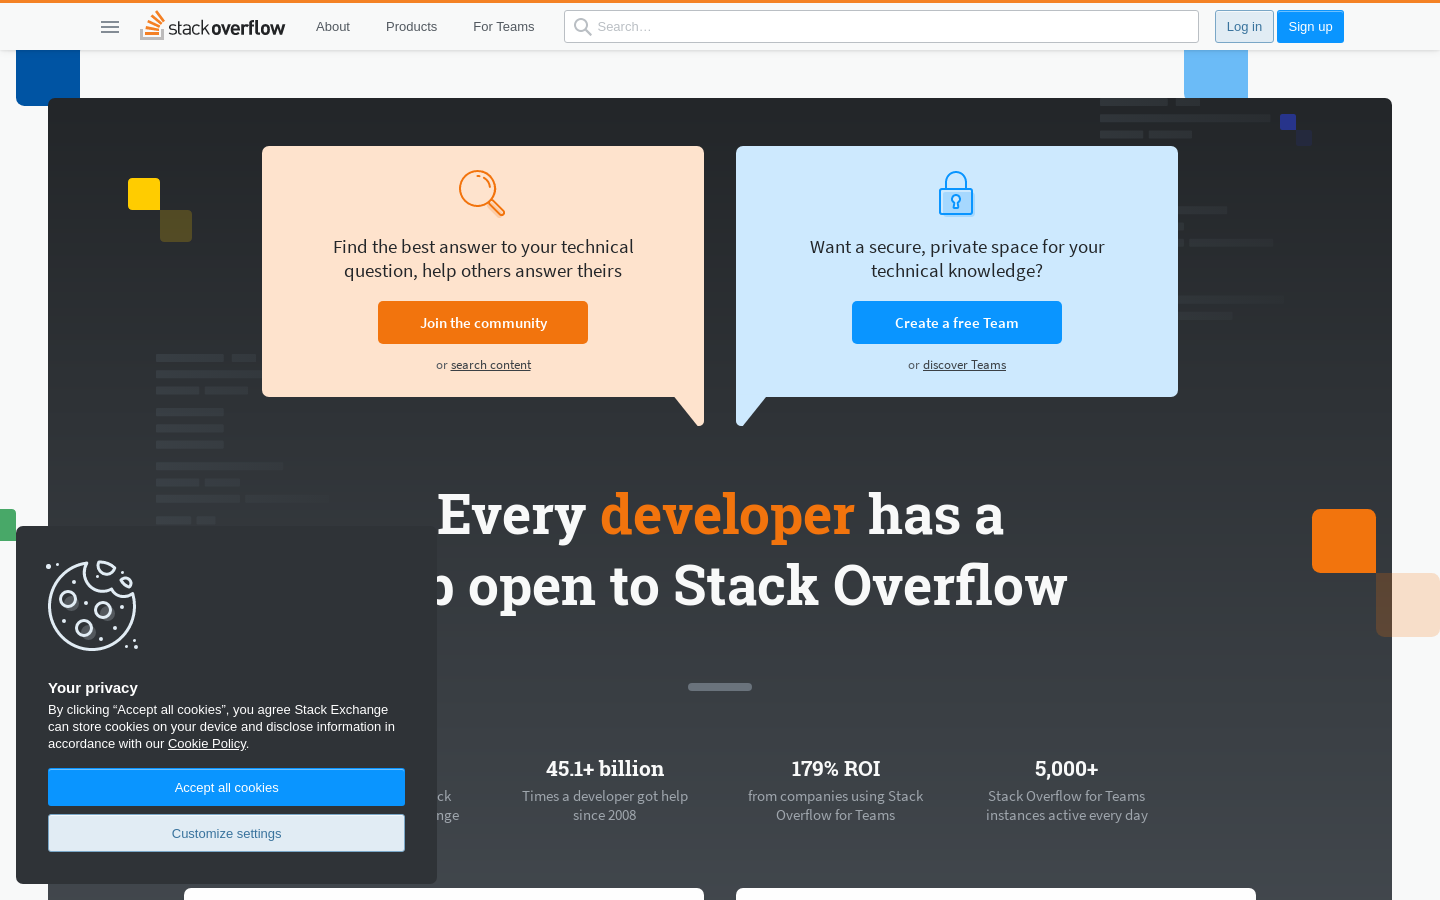 stackoverflow
About
Products
For Teams
Search…
Log in
Sign up
Find the best answer to your technical
question, help others answer theirs
Join the community
or search content
Want a secure, private space for your
technical knowledge?
Create a free Team
or discover Teams
Every developer has a
open to Stack Overflow
Your privacy
By clicking “Accept all cookies”, you agree Stack Exchange
can store cookies on your device and disclose information in
accordance with our Cookie Policy.
Accept all cookies
Customize settings
45.1+ billion
Times a developer got help
since 2008
179% ROI
from companies using Stack
Overflow for Teams
5,000+
Stack Overflow for Teams
instances active every day